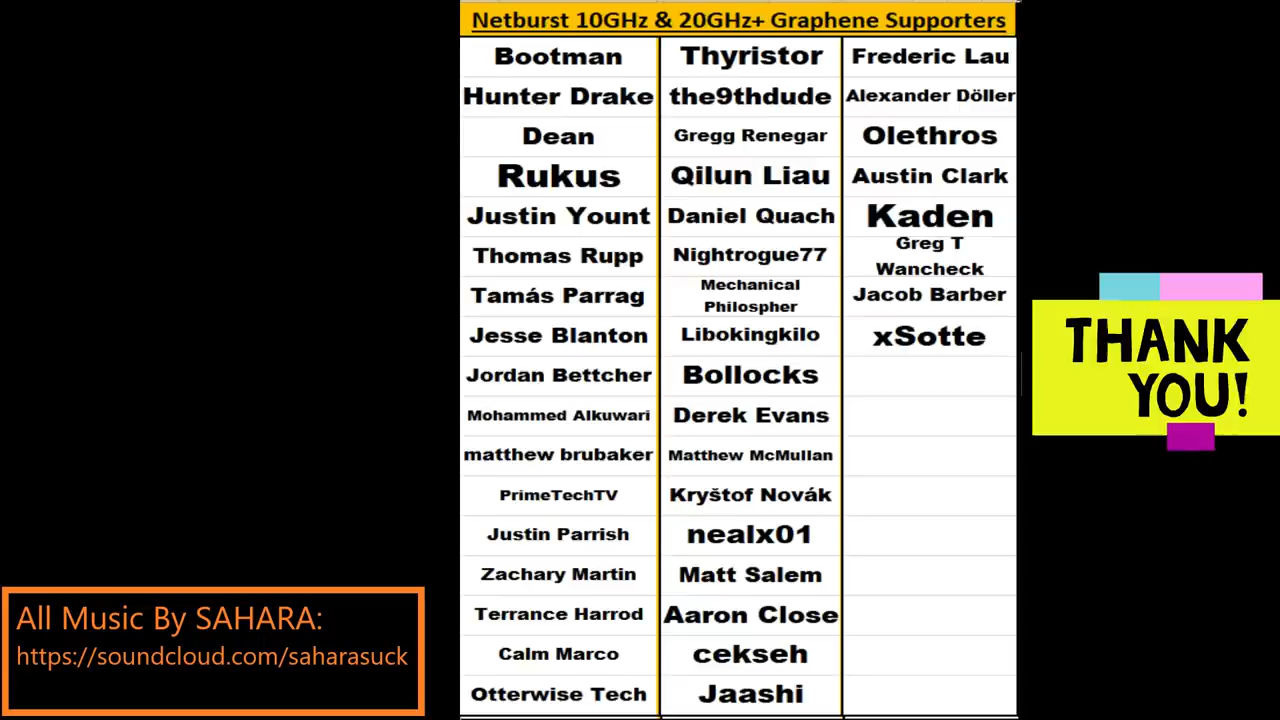 Netburst 10GHz & 20GHz+ Graphene Supporters
Bootman
Hunter Drake
Dean
Rukus
Justin Yount
Thomas Rupp
Tamás Parrag
Jesse Blanton
Jordan Bettcher
Mohammed Alkuwari
matthew brubaker
PrimeTechTV
Justin Parrish
Zachary Martin
Terrance Harrod
Calm Marco
Otterwise Tech
Thyristor
the9thdude
Gregg Renegar
Qilun Liau
Daniel Quach
Nightrogue77
Mechanical
Philospher
Libokingkilo
Bollocks
Derek Evans
Matthew McMullan
Kryštof Novák
nealx01
Matt Salem
Aaron Close
cekseh
Jaashi
Frederic Lau
Alexander Döller
Olethros
Austin Clark
Kaden
Greg T
Wancheck
Jacob Barber
xSotte
THANK
YOU!
All Music By SAHARA:
https://soundcloud.com/saharasuck